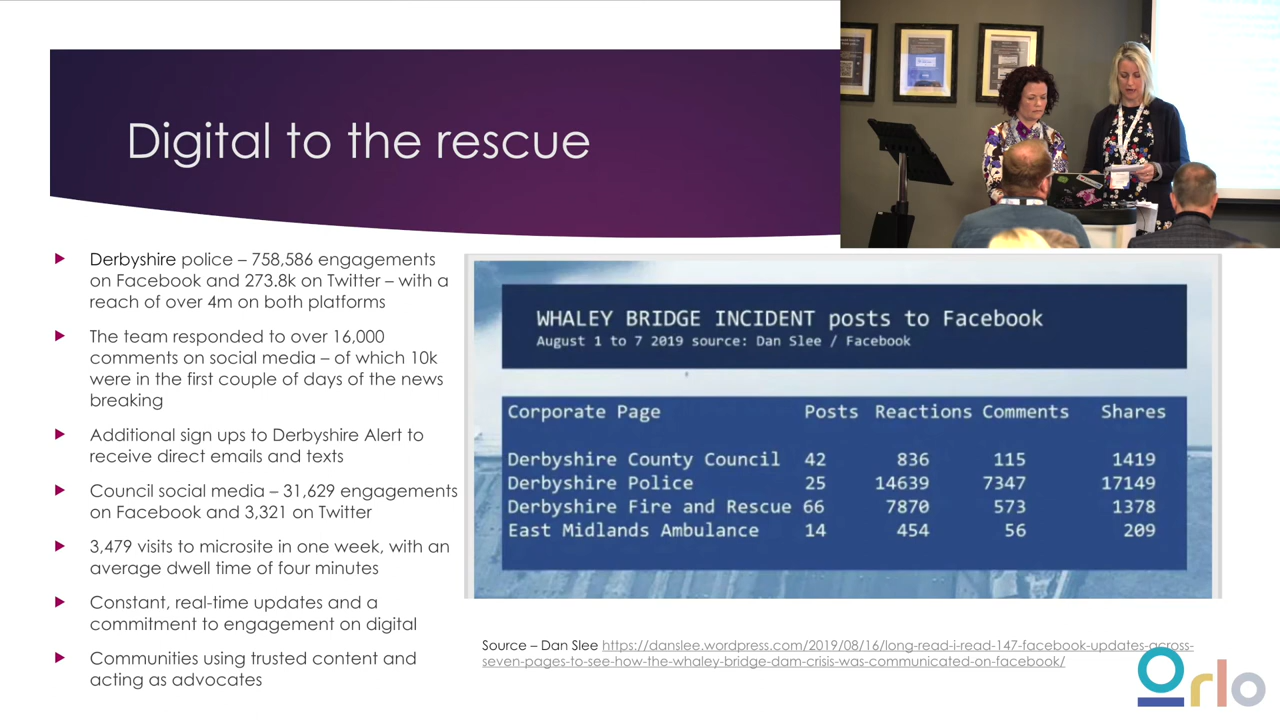 Digital to the rescue
Derbyshire police – 758,586 engagements
on Facebook and 273.8k on Twitter – with a
reach of over 4m on both platforms
The team responded to over 16,000
comments on social media – of which 10k
were in the first couple of days of the news
breaking
Additional sign ups to Derbyshire Alert to
receive direct emails and texts
Council social media – 31,629 engagements
on Facebook and 3,321 on Twitter
3,479 visits to microsite in one week, with an
average dwell time of four minutes
Constant, real-time updates and a
commitment to engagement on digital
Communities using trusted content and
acting as advocates
WHALEY BRIDGE INCIDENT posts to Facebook
August 1 to 7 2019 source: Dan Slee / Facebook
Corporate Page Posts Reactions Comments Shares
Derbyshire County Council 42 836 115 1419
Derbyshire Police 25 14639 7347 17149
Derbyshire Fire and Rescue 66 7870 573 1378
East Midlands Ambulance 14 454 56 209
Source – Dan Slee https://danslee.wordpress.com/2019/08/16/long-read-i-read-147-facebook-updates-across-
seven-pages-to-see-how-the-whaley-bridge-dam-crisis-was-communicated-on-facebook/
Orlo